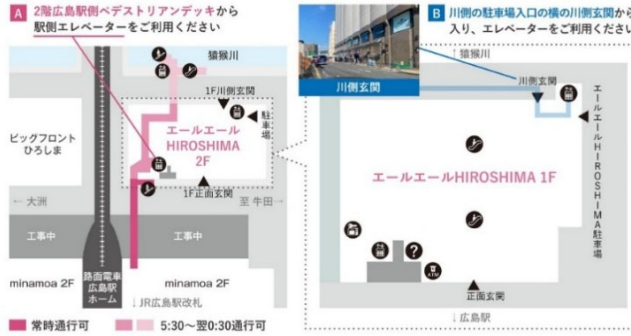 A 2階広島駅側ペデストリアンデッキから
駅側エレベーターをご利用ください
猿猴川
1F川側玄関
駐車場
エールエール
HIROSHIMA
2F
ビッグフロント
ひろしま
1F正面玄関
← 大洲
至 牛田→
工事中
工事中
minamoa 2F
路面電車
広島駅
ホーム
minamoa 2F
↓JR広島駅改札
常時通行可
5:30〜翌0:30通行可
川側玄関
B 川側の駐車場入口の横の川側玄関から
入り、エレベーターをご利用ください
↑猿猴川
川側玄関
エールエールHIROSHIMA駐車場
エールエールHIROSHIMA 1F
?
ATM
正面玄関
↓広島駅